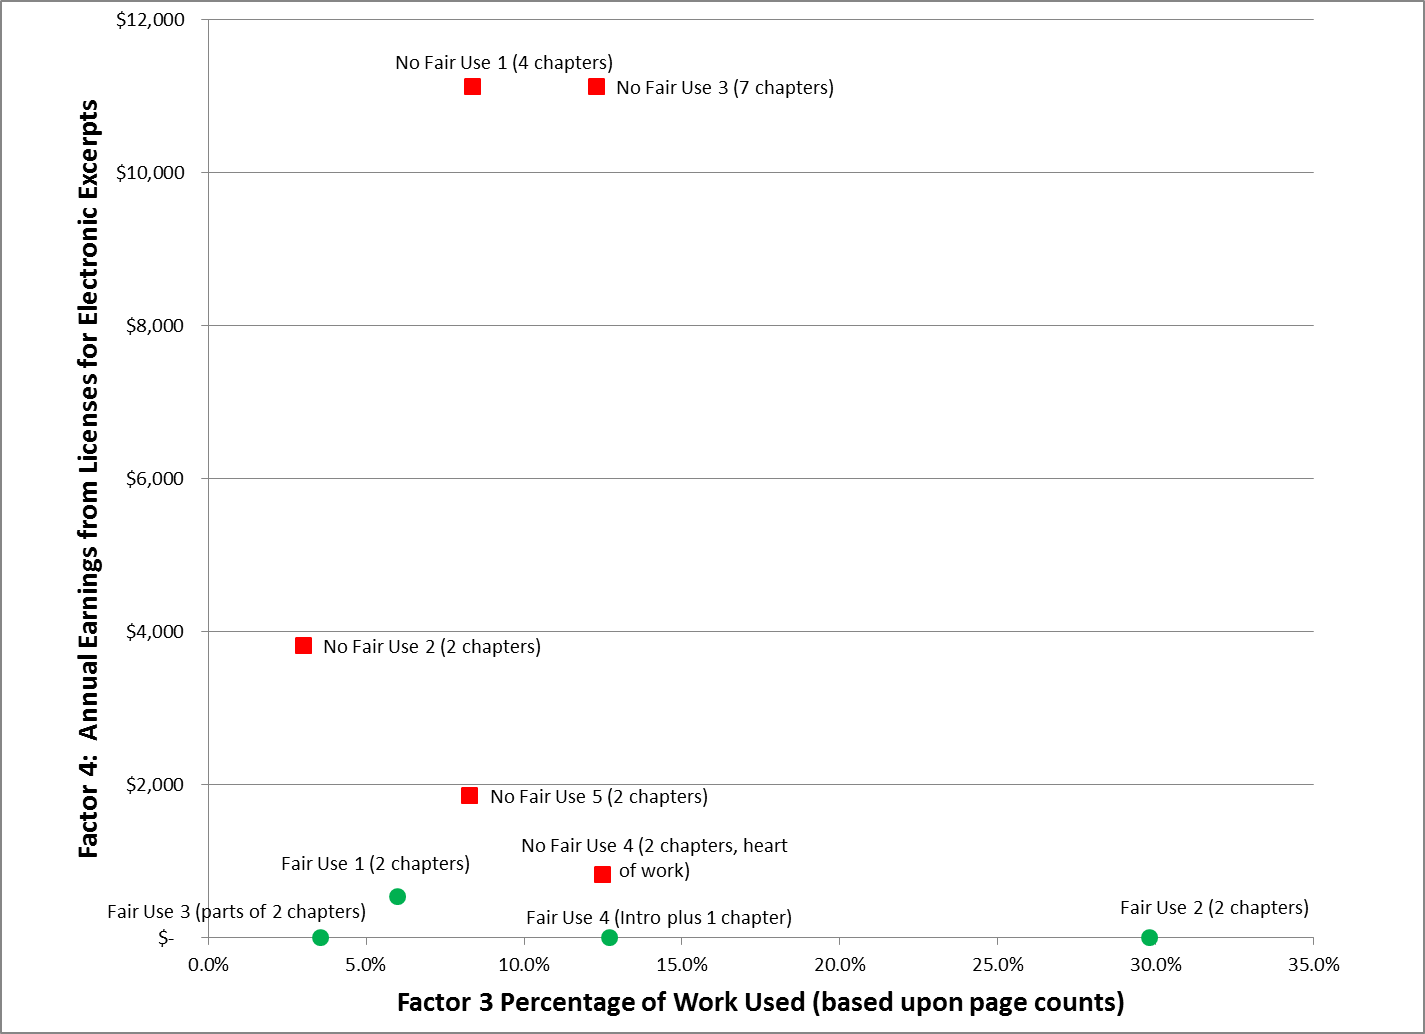 $12,000
No Fair Use 1 (4 chapters)
No Fair Use 3 (7 chapters)
$10,000
$8,000
$6,000
$4,000
No Fair Use 2 (2 chapters)
$2,000
No Fair Use 5 (2 chapters)
No Fair Use 4 (2 chapters, heart
of work)
Fair Use 1 (2 chapters)
Fair Use 3 (parts of 2 chapters)
Fair Use 4 (Intro plus 1 chapter)
Fair Use 2 (2 chapters)
$-
0.0% 5.0% 10.0% 15.0% 20.0% 25.0% 30.0% 35.0%
Factor 3 Percentage of Work Used (based upon page counts)
Factor 4: Annual Earnings from Licenses for Electronic Excerpts